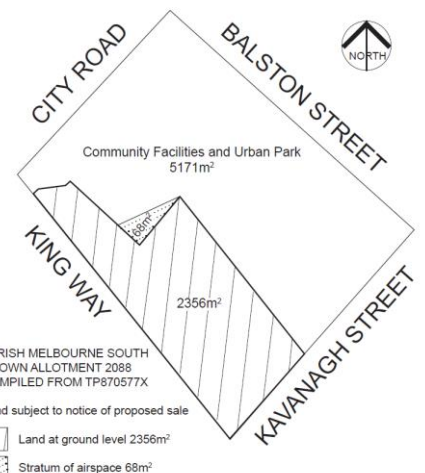 CITY ROAD
BALSTON STREET
NORTH
Community Facilities and Urban Park
5171m²
68m²
KING WAY
2356m²
KAVANAGH STREET
RISH MELBOURNE SOUTH
OWN ALLOTMENT 2088
MPILED FROM TP870577X
nd subject to notice of proposed sale
Land at ground level 2356m²
Stratum of airspace 68m²